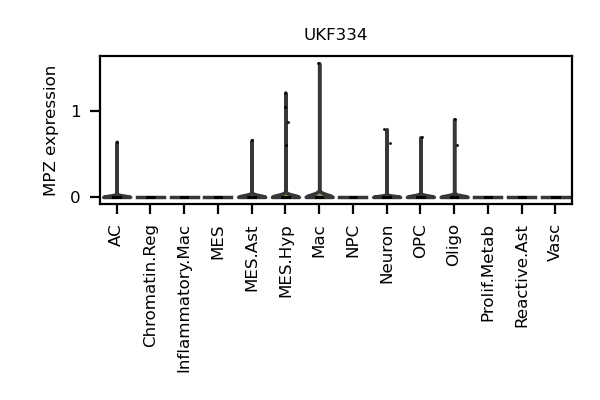 UKF334
MPZ expression
1
0
AC
Chromatin.Reg
Inflammatory.Mac
MES
MES.Ast
MES.Hyp
Mac
NPC
Neuron
OPC
Oligo
Prolif.Metab
Reactive.Ast
Vasc